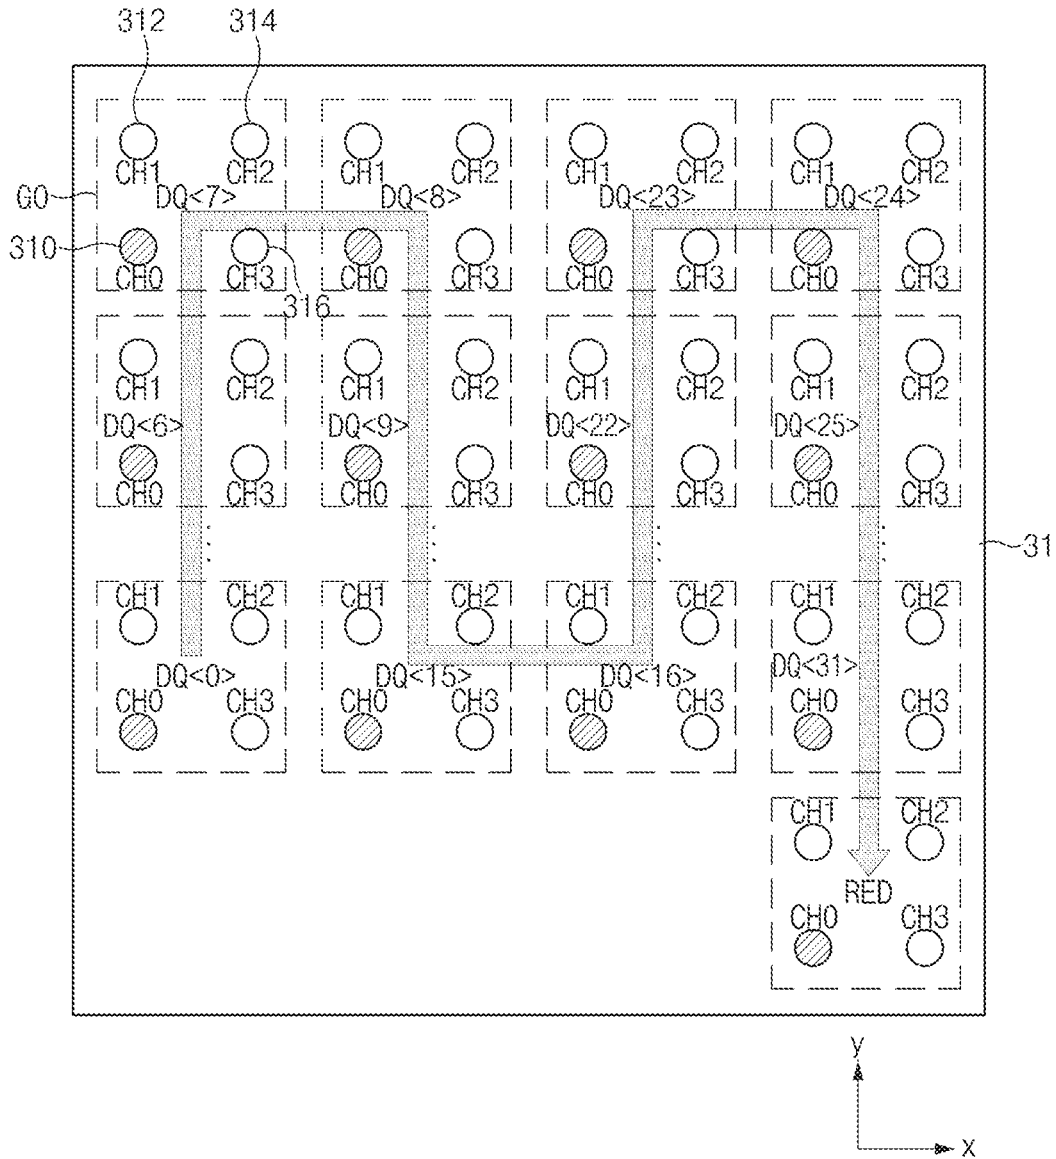 312 314
CH1 CH2 CH1 CH2 CH1 CH2 CH1 CH2
G0 DQ<7> DQ<8> DQ<23> DQ<24>
310
CH0 CH3 CH0 CH3 CH0 CH3 CH0 CH3
316
CH1 CH2 CH1 CH2 CH1 CH2 CH1 CH2
DQ<6> DQ<9> DQ<22> DQ<25>
CH0 CH3 CH0 CH3 CH0 CH3 CH0 CH3
31
CH1 CH2 CH1 CH2 CH1 CH2 CH1 CH2
DQ<0> DQ<15> DQ<16> DQ<31>
CH0 CH3 CH0 CH3 CH0 CH3 CH0 CH3
CH1 CH2
RED
CH0 CH3
y
x